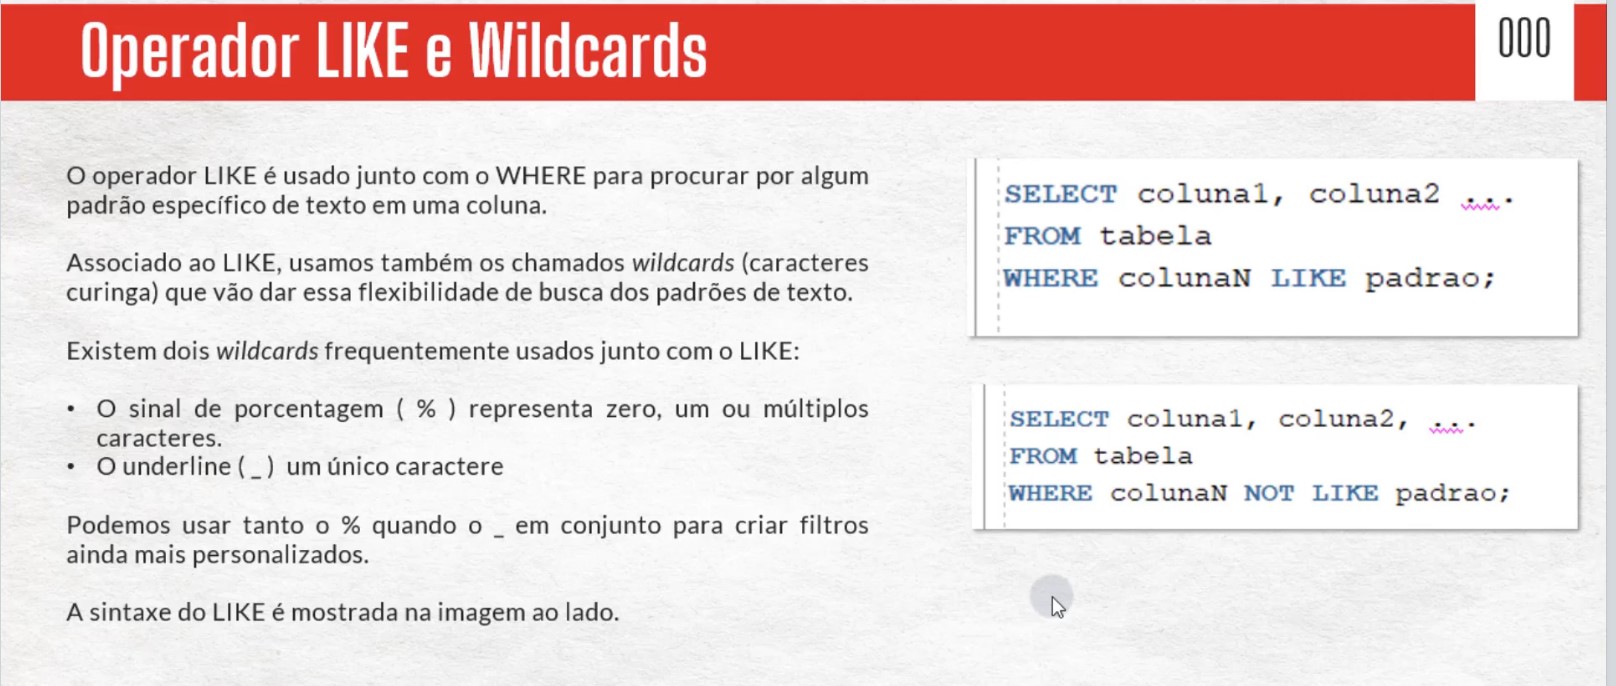 Operador LIKE e Wildcards
000
O operador LIKE é usado junto com o WHERE para procurar por algum
padrão específico de texto em uma coluna.
Associado ao LIKE, usamos também os chamados wildcards (caracteres
curinga) que vão dar essa flexibilidade de busca dos padrões de texto.
Existem dois wildcards frequentemente usados junto com o LIKE:
• O sinal de porcentagem ( % ) representa zero, um ou múltiplos
caracteres.
• O underline ( _ ) um único caractere
Podemos usar tanto o % quando o _ em conjunto para criar filtros
ainda mais personalizados.
A sintaxe do LIKE é mostrada na imagem ao lado.
SELECT coluna1, coluna2 ...
FROM tabela
WHERE colunaN LIKE padrao;
SELECT coluna1, coluna2, ...
FROM tabela
WHERE colunaN NOT LIKE padrao;